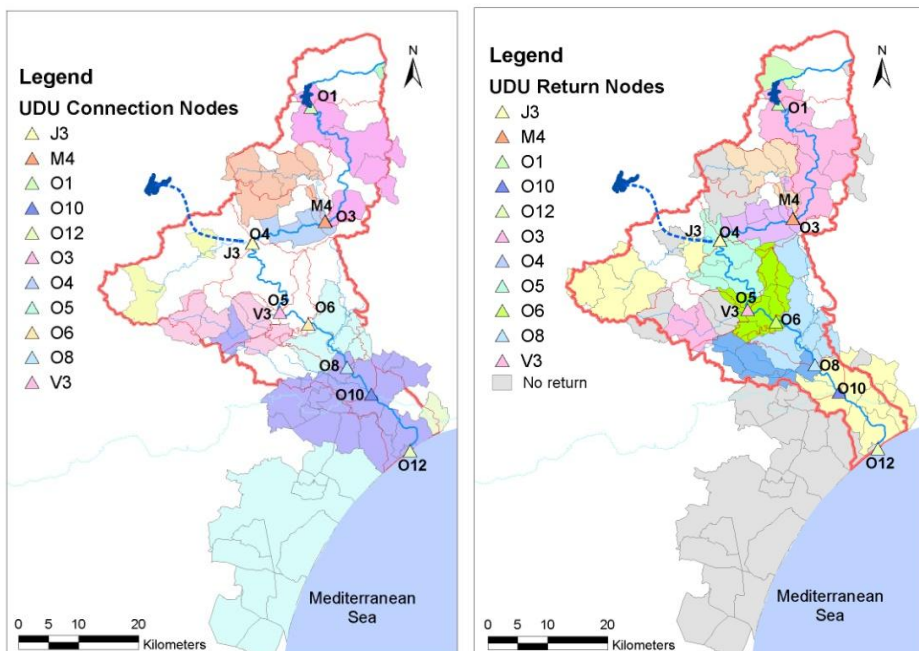 Legend
UDU Connection Nodes
J3
M4
O1
O10
O12
O3
O4
O5
O6
O8
V3
N
O1
M4
O3
O4
J3
O5
V3
O6
O8
O10
O12
Mediterranean
Sea
0 5 10 20
Kilometers
Legend
UDU Return Nodes
J3
M4
O1
O10
O12
O3
O4
O5
O6
O8
V3
No return
N
O1
M4
O3
J3
O4
O5
V3
O6
O8
O10
O12
Mediterranean
Sea
0 5 10 20
Kilometers